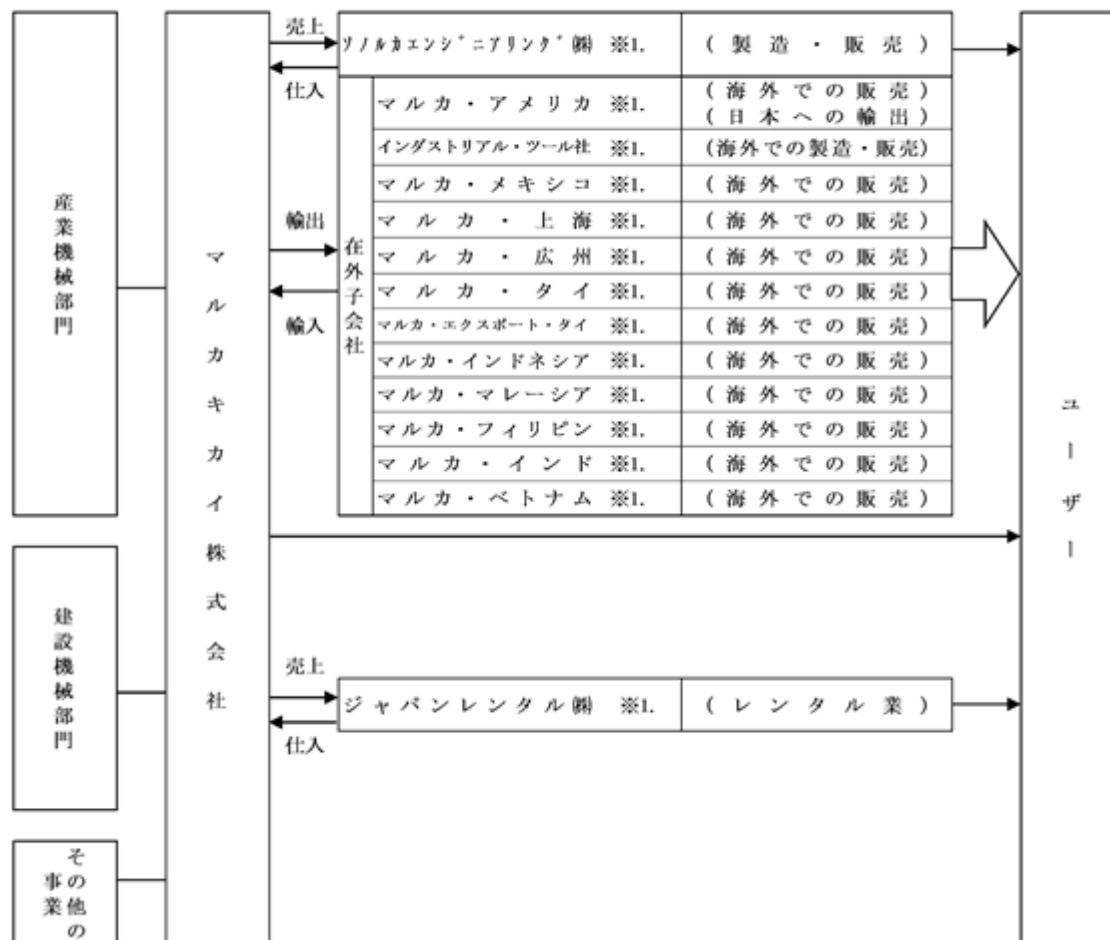 産業機械部門
建設機械部門
その他の
事業
マルカキカイ株式会社
売上
仕入
輸出
輸入
売上
仕入
ソノルカエンジニアリング㈱ ※1.
(製造・販売)
在外子会社
マルカ・アメリカ ※1.
(海外での販売)
(日本への輸出)
インダストリアル・ツール社 ※1.
(海外での製造・販売)
マルカ・メキシコ ※1.
(海外での販売)
マルカ・上海 ※1.
(海外での販売)
マルカ・広州 ※1.
(海外での販売)
マルカ・タイ ※1.
(海外での販売)
マルカ・エクスポート・タイ ※1.
(海外での販売)
マルカ・インドネシア ※1.
(海外での販売)
マルカ・マレーシア ※1.
(海外での販売)
マルカ・フィリピン ※1.
(海外での販売)
マルカ・インド ※1.
(海外での販売)
マルカ・ベトナム ※1.
(海外での販売)
ジャパンレンタル㈱ ※1.
(レンタル業)
ユーザー